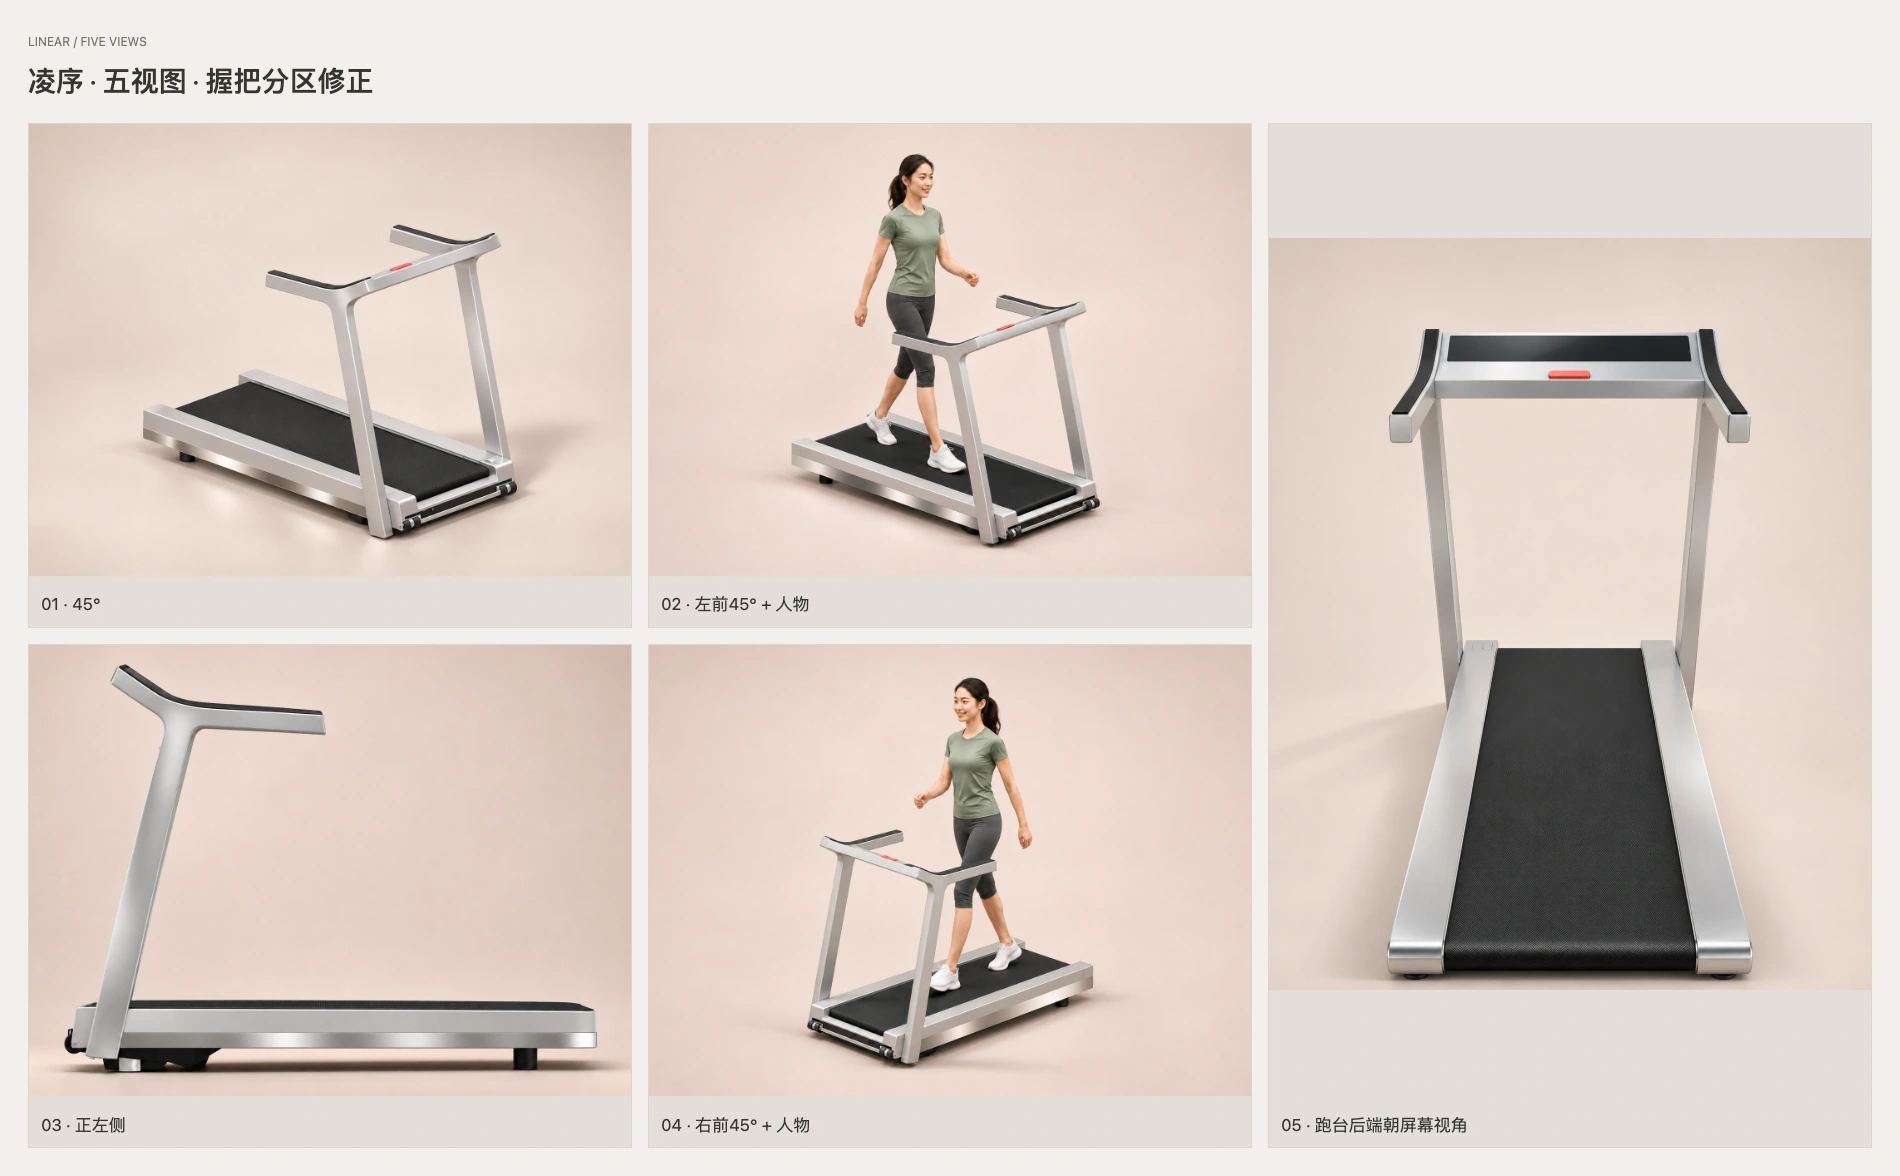 LINEAR / FIVE VIEWS
凌序 · 五视图 · 握把分区修正
01 · 45°
02 · 左前45° + 人物
03 · 正左侧
04 · 右前45° + 人物
05 · 跑台后端朝屏幕视角